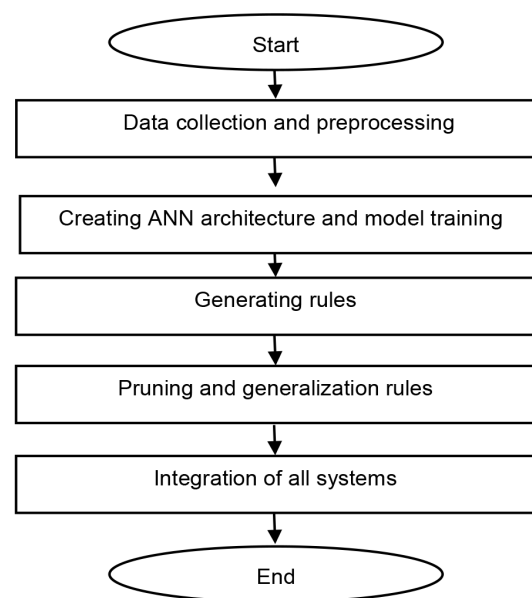 Start
Data collection and preprocessing
Creating ANN architecture and model training
Generating rules
Pruning and generalization rules
Integration of all systems
End